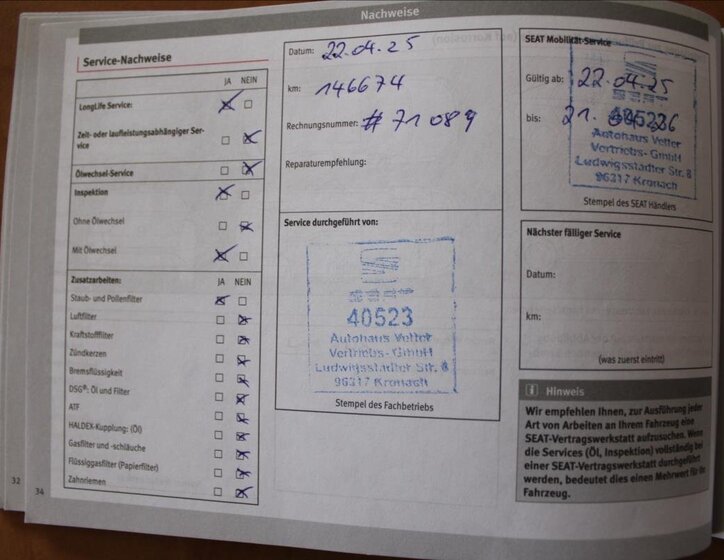 Nachweise
Service-Nachweise
JA NEIN
LongLife Service:
Zeit- oder laufleistungsabhängiger Ser-
vice
Ölwechsel-Service
Inspektion
Ohne Ölwechsel
Mit Ölwechsel
Zusatzarbeiten: JA NEIN
Staub- und Pollenfilter
Luftfilter
Kraftstofffilter
Zündkerzen
Bremsflüssigkeit
DSG®: Öl und Filter
ATF
HALDEX-Kupplung: (Öl)
Gasfilter und -schläuche
Flüssiggasfilter (Papierfilter)
Zahnriemen
32
34
Datum: 22.04.25
km: 146674
Rechnungsnummer: #71089
Reparaturempfehlung:
Service durchgeführt von:
SEAT
40523
Autohaus Vetter
Vertriebs-GmbH
Ludwigsstadter Str. 8
96317 Kronach
Stempel des Fachbetriebs
SEAT Mobilität-Service
Gültig ab: 22.04.25
bis: 21.
Autohaus Vetter
Vertriebs-GmbH
Ludwigsstadter Str. 8
96317 Kronach
Stempel des SEAT Händlers
Nächster fälliger Service
Datum:
km:
(was zuerst eintritt)
Hinweis
Wir empfehlen Ihnen, zur Ausführung jeder
Art von Arbeiten an Ihrem Fahrzeug eine
SEAT-Vertragswerkstatt aufzusuchen. Wenn
die Services (Öl, Inspektion) vollständig bei
einer SEAT-Vertragswerkstatt durchgeführt
werden, bedeutet dies einen Mehrwert für Ihr
Fahrzeug.